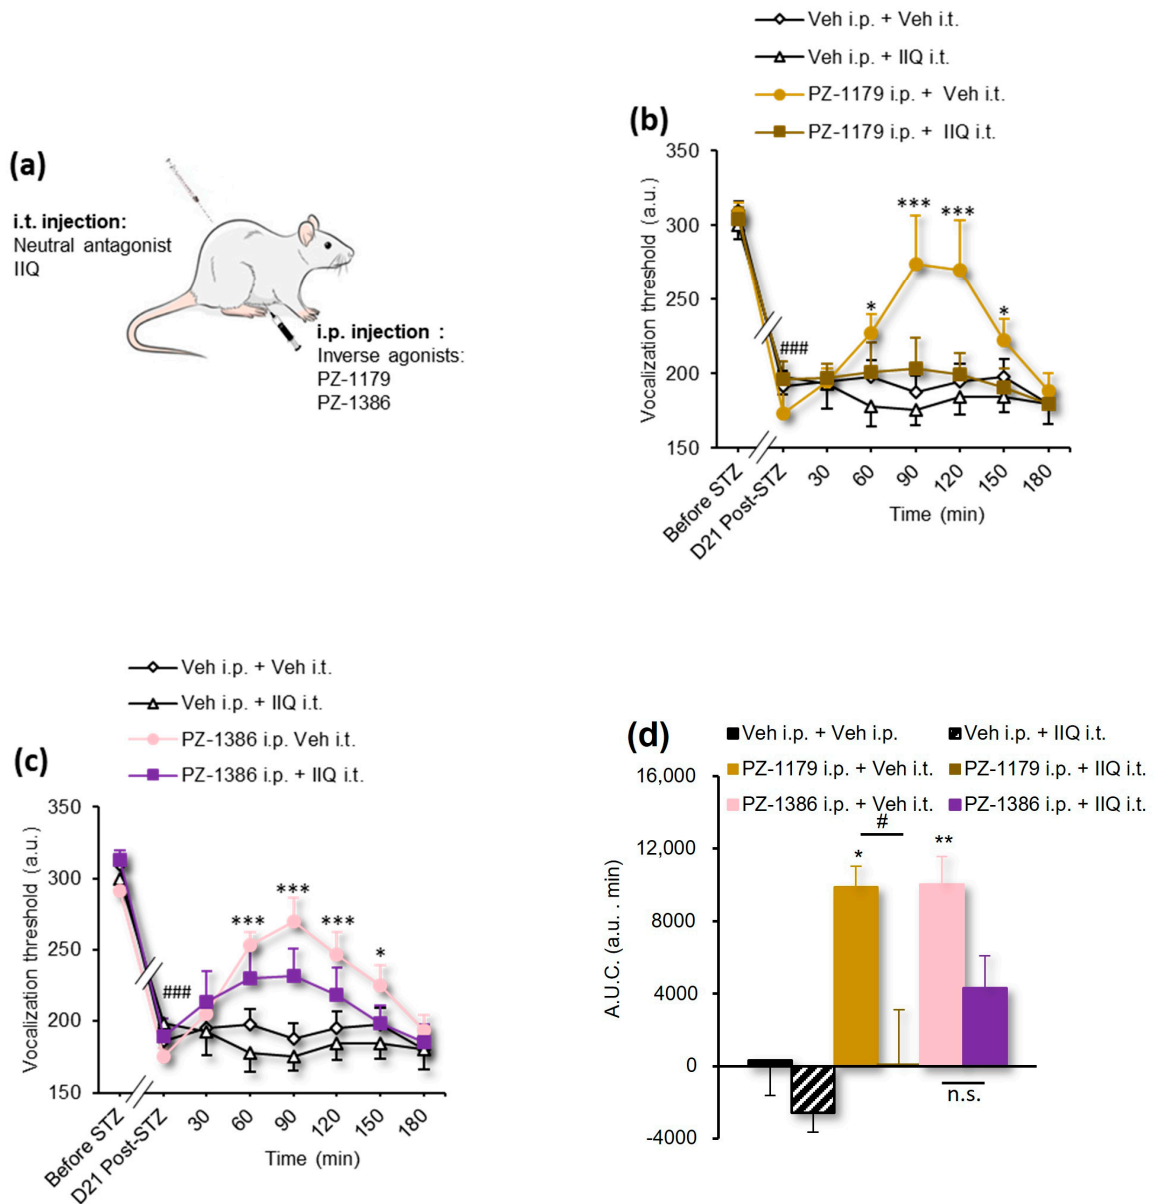 (a)
i.t. injection:
Neutral antagonist
IIQ
i.p. injection :
Inverse agonists:
PZ-1179
PZ-1386
Veh i.p. + Veh i.t.
Veh i.p. + IIQ i.t.
PZ-1179 i.p. + Veh i.t.
PZ-1179 i.p. + IIQ i.t.
(b)
Vocalization threshold (a.u.)
350
300
250
200
150
***
***
*
*
###
Before STZ
D21 Post-STZ
30
60
90
120
150
180
Time (min)
Veh i.p. + Veh i.t.
Veh i.p. + IIQ i.t.
PZ-1386 i.p. Veh i.t.
PZ-1386 i.p. + IIQ i.t.
(c)
Vocalization threshold (a.u.)
350
300
250
200
150
***
***
***
*
###
Before STZ
D21 Post-STZ
30
60
90
120
150
180
Time (min)
(d)
Veh i.p. + Veh i.p.
Veh i.p. + IIQ i.t.
PZ-1179 i.p. + Veh i.t.
PZ-1179 i.p. + IIQ i.t.
PZ-1386 i.p. + Veh i.t.
PZ-1386 i.p. + IIQ i.t.
A.U.C. (a.u. . min)
16,000
12,000
8000
4000
0
-4000
#
*
**
n.s.